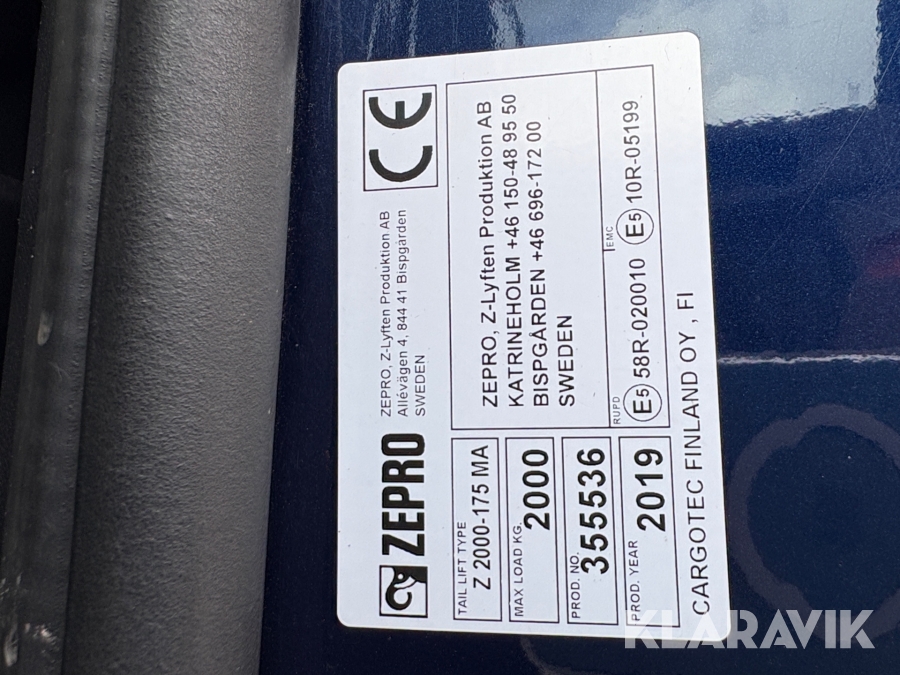 ZEPRO
ZEPRO, Z-Lyften Produktion AB
Allévägen 4, 844 41 Bispgården
SWEDEN
CE
TAIL LIFT TYPE
Z 2000-175 MA
MAX LOAD KG.
2000
PROD. NO.
355536
PROD. YEAR
2019
ZEPRO, Z-Lyften Produktion AB
KATRINEHOLM +46 150-48 95 50
BISPGÅRDEN +46 696-172 00
SWEDEN
RUPD
E5 58R-020010
EMC
E5 10R-05199
CARGOTEC FINLAND OY , FI
KLARAVIK